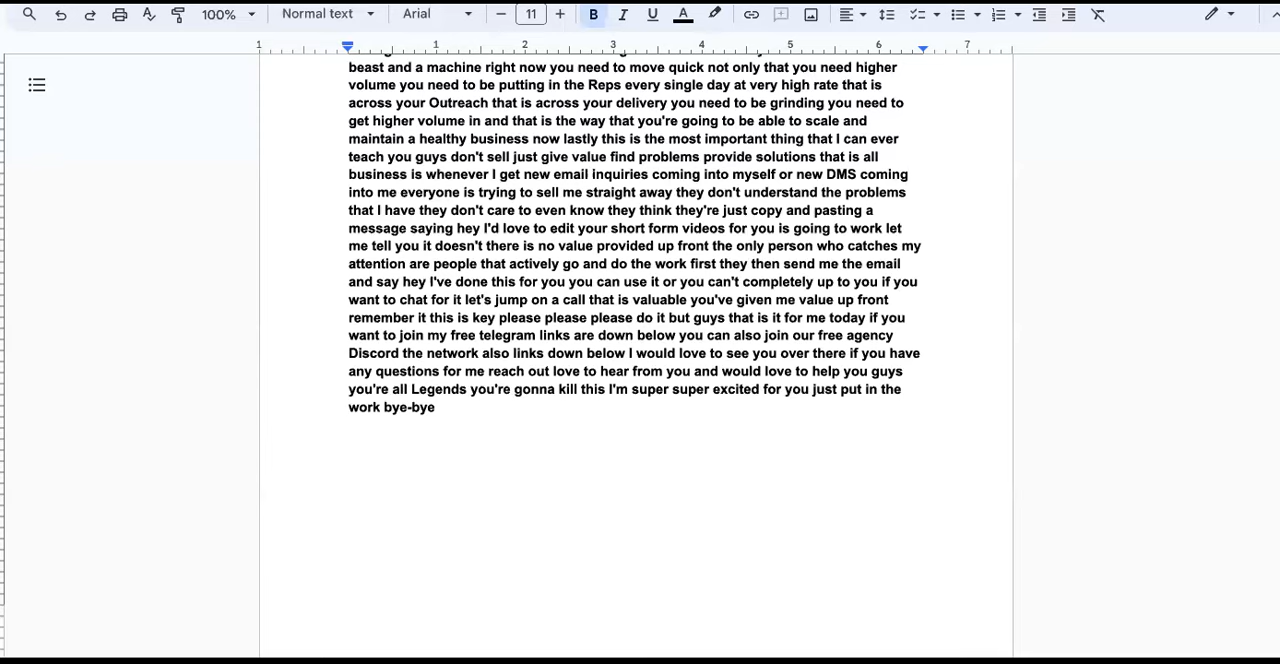 100% Normal text Arial 11 B I U A
1 1 2 3 4 5 6 7
beast and a machine right now you need to move quick not only that you need higher
volume you need to be putting in the Reps every single day at very high rate that is
across your Outreach that is across your delivery you need to be grinding you need to
get higher volume in and that is the way that you're going to be able to scale and
maintain a healthy business now lastly this is the most important thing that I can ever
teach you guys don't sell just give value find problems provide solutions that is all
business is whenever I get new email inquiries coming into myself or new DMS coming
into me everyone is trying to sell me straight away they don't understand the problems
that I have they don't care to even know they think they're just copy and pasting a
message saying hey I'd love to edit your short form videos for you is going to work let
me tell you it doesn't there is no value provided up front the only person who catches my
attention are people that actively go and do the work first they then send me the email
and say hey I've done this for you you can use it or you can't completely up to you if you
want to chat for it let's jump on a call that is valuable you've given me value up front
remember it this is key please please please do it but guys that is it for me today if you
want to join my free telegram links are down below you can also join our free agency
Discord the network also links down below I would love to see you over there if you have
any questions for me reach out love to hear from you and would love to help you guys
you're all Legends you're gonna kill this I'm super super excited for you just put in the
work bye-bye